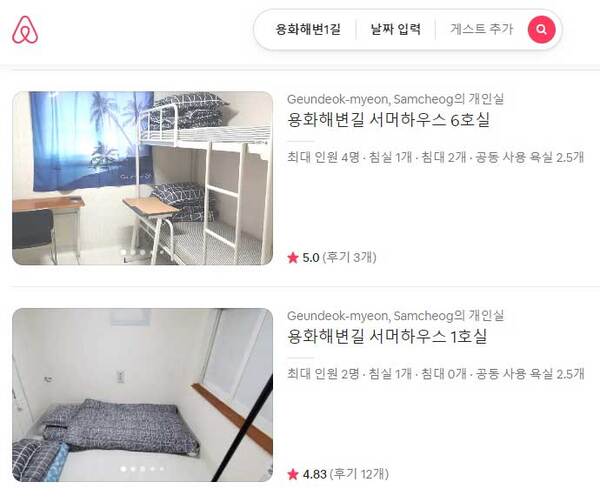 용화해변1길 날짜 입력 게스트 추가
Geundeok-myeon, Samcheog의 개인실
용화해변길 서머하우스 6호실
최대 인원 4명 · 침실 1개 · 침대 2개 · 공동 사용 욕실 2.5개
5.0 (후기 3개)
Geundeok-myeon, Samcheog의 개인실
용화해변길 서머하우스 1호실
최대 인원 2명 · 침실 1개 · 침대 0개 · 공동 사용 욕실 2.5개
4.83 (후기 12개)